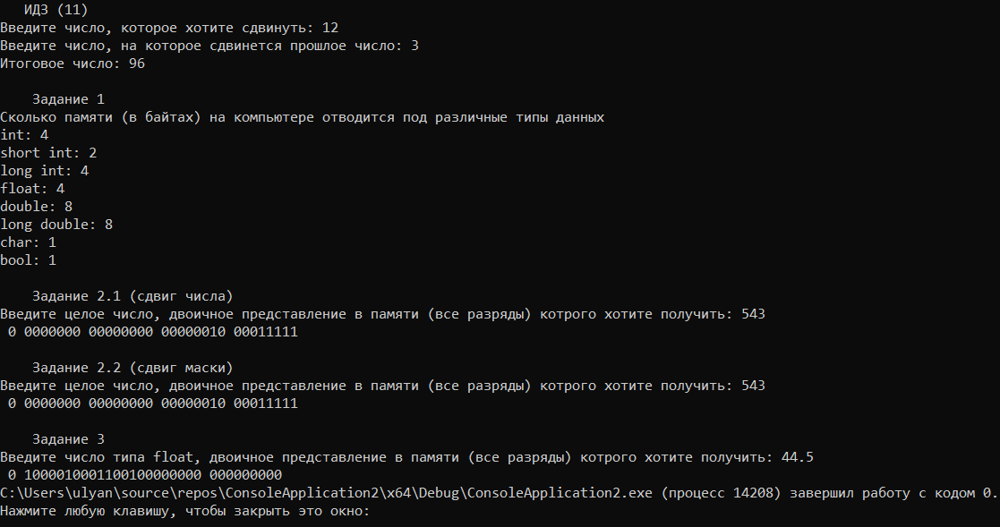 ИДЗ (11)
Введите число, которое хотите сдвинуть: 12
Введите число, на которое сдвинется прошлое число: 3
Итоговое число: 96
Задание 1
Сколько памяти (в байтах) на компьютере отводится под различные типы данных
int: 4
short int: 2
long int: 4
float: 4
double: 8
long double: 8
char: 1
bool: 1
Задание 2.1 (сдвиг числа)
Введите целое число, двоичное представление в памяти (все разряды) котрого хотите получить: 543
0 0000000 00000000 00000010 00011111
Задание 2.2 (сдвиг маски)
Введите целое число, двоичное представление в памяти (все разряды) котрого хотите получить: 543
0 0000000 00000000 00000010 00011111
Задание 3
Введите число типа float, двоичное представление в памяти (все разряды) котрого хотите получить: 44.5
0 1000010001100100000000 000000000
C:\Users\ulyan\source\repos\ConsoleApplication2\x64\Debug\ConsoleApplication2.exe (процесс 14208) завершил работу с кодом 0.
Нажмите любую клавишу, чтобы закрыть это окно: